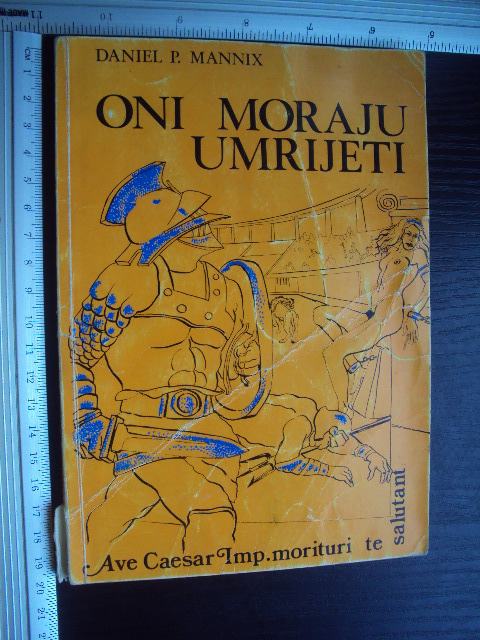 DANIEL P. MANNIX
ONI MORAJU
UMRIJETI
Ave Caesar Imp. morituri te salutant